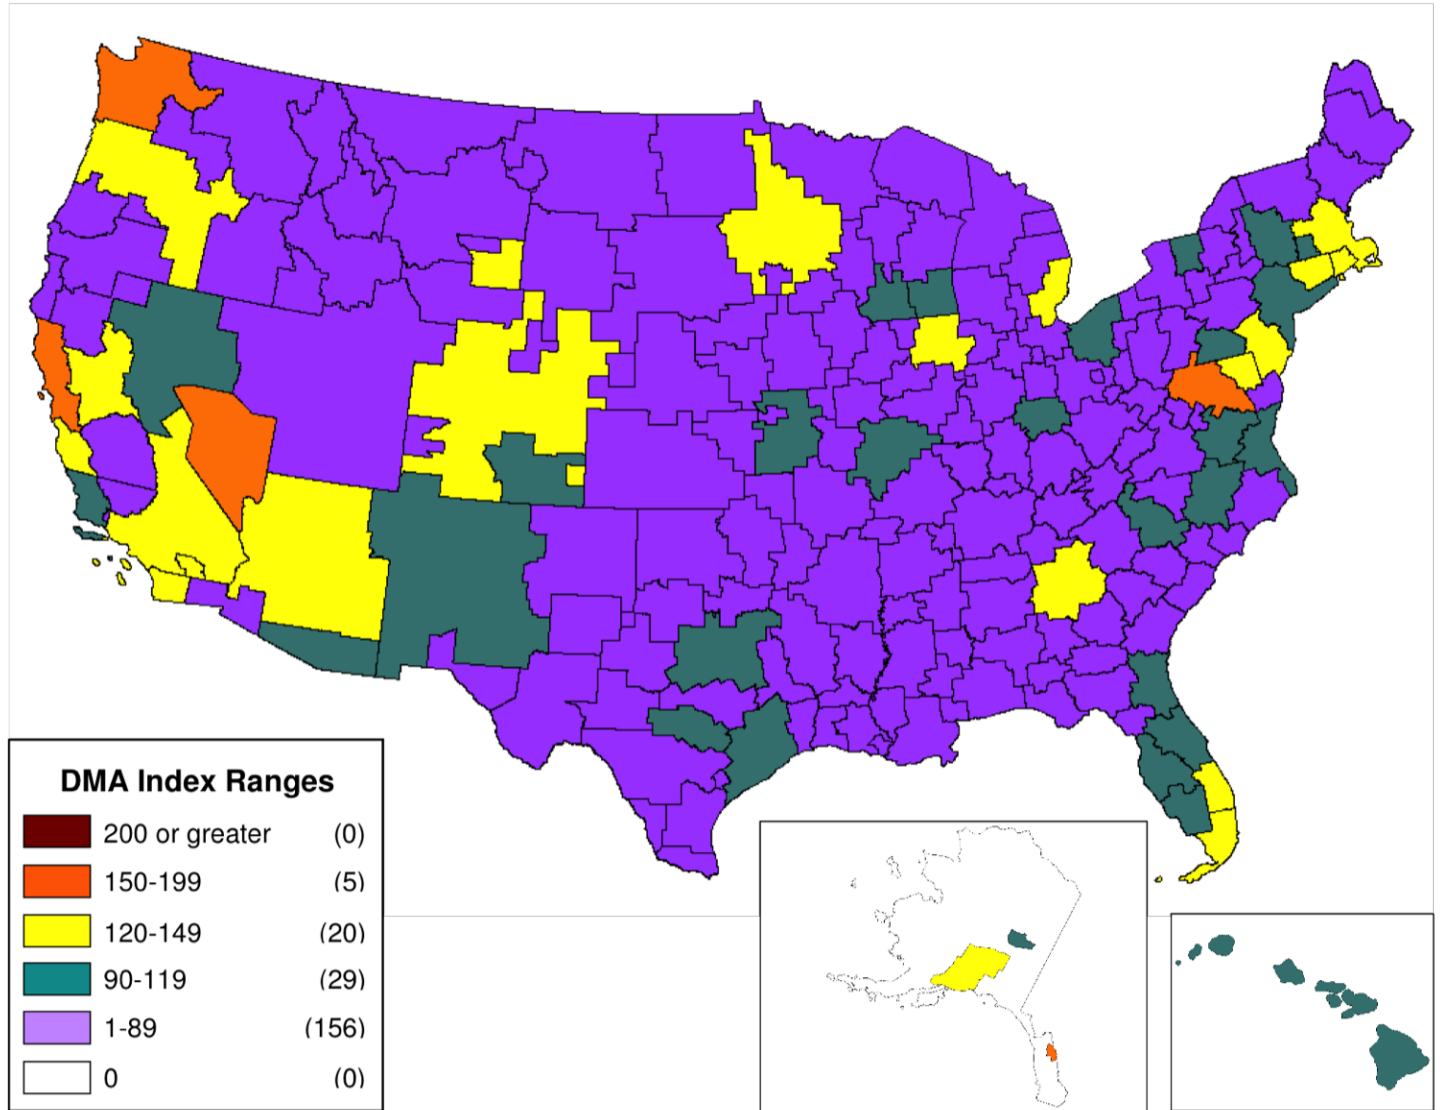 DMA Index Ranges
200 or greater (0)
150-199 (5)
120-149 (20)
90-119 (29)
1-89 (156)
0 (0)